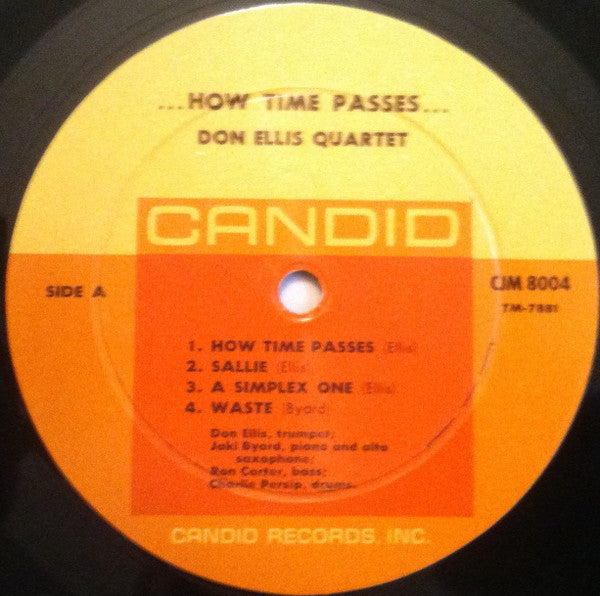 ...HOW TIME PASSES...
DON ELLIS QUARTET
CANDID
SIDE A
CJM 8004
TM-7881
1. HOW TIME PASSES (Ellis)
2. SALLIE (Ellis)
3. A SIMPLEX ONE (Ellis)
4. WASTE (Byard)
Don Ellis, trumpet;
Jaki Byard, piano and alto
saxophone;
Ron Carter, bass;
Charlie Persip, drums.
CANDID RECORDS, INC.